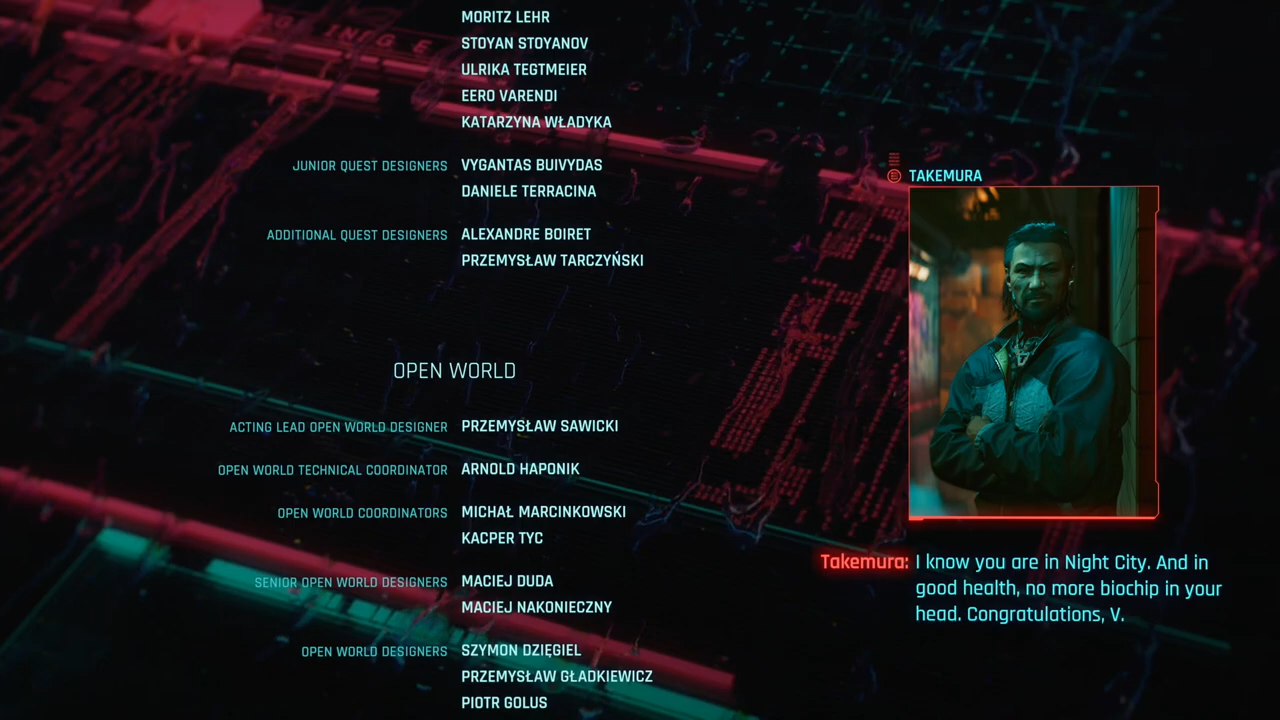 MORITZ LEHR
STOYAN STOYANOV
ULRIKA TEGTMEIER
EERO VARENDI
KATARZYNA WŁADYKA
JUNIOR QUEST DESIGNERS VYGANTAS BUIVYDAS
DANIELE TERRACINA
ADDITIONAL QUEST DESIGNERS ALEXANDRE BOIRET
PRZEMYSŁAW TARCZYŃSKI
OPEN WORLD
ACTING LEAD OPEN WORLD DESIGNER PRZEMYSŁAW SAWICKI
OPEN WORLD TECHNICAL COORDINATOR ARNOLD HAPONIK
OPEN WORLD COORDINATORS MICHAŁ MARCINKOWSKI
KACPER TYC
SENIOR OPEN WORLD DESIGNERS MACIEJ DUDA
MACIEJ NAKONIECZNY
OPEN WORLD DESIGNERS SZYMON DZIĘGIEL
PRZEMYSŁAW GŁADKIEWICZ
PIOTR GOLUS
TAKEMURA
Takemura: I know you are in Night City. And in
good health, no more biochip in your
head. Congratulations, V.